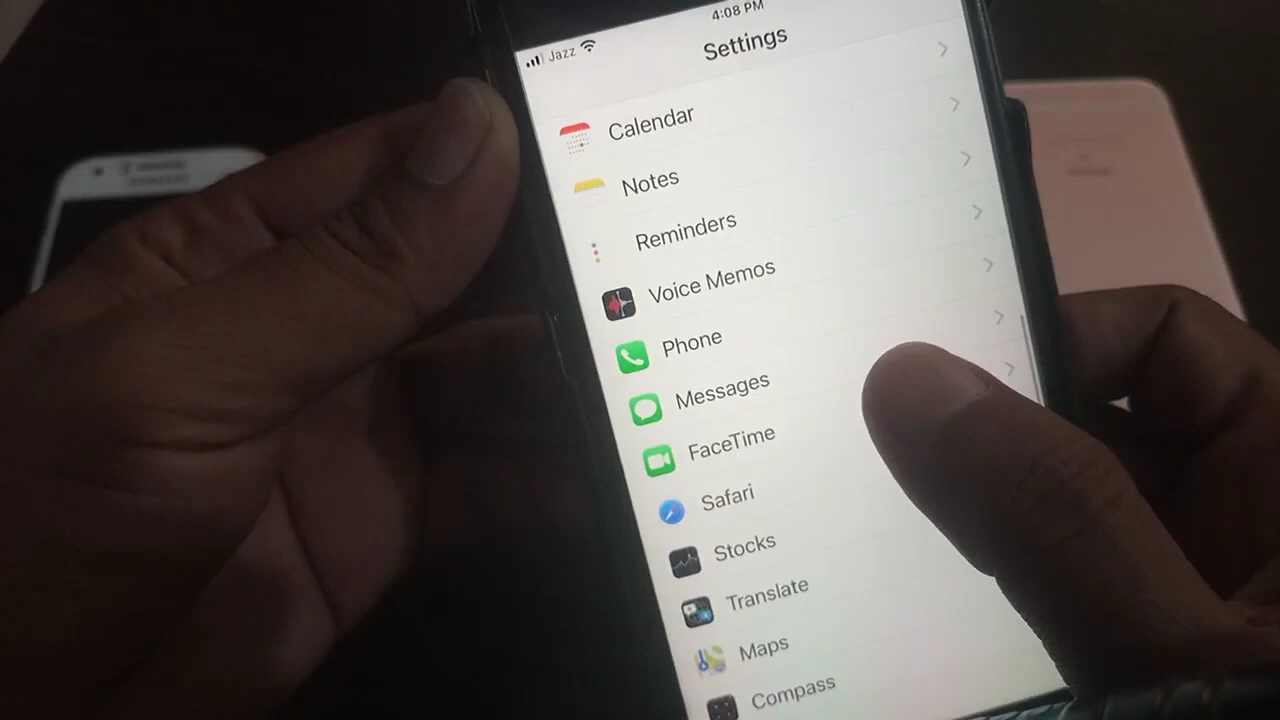 4:08 PM
Jazz
Settings
Calendar
Notes
Reminders
Voice Memos
Phone
Messages
FaceTime
Safari
Stocks
Translate
Maps
Compass